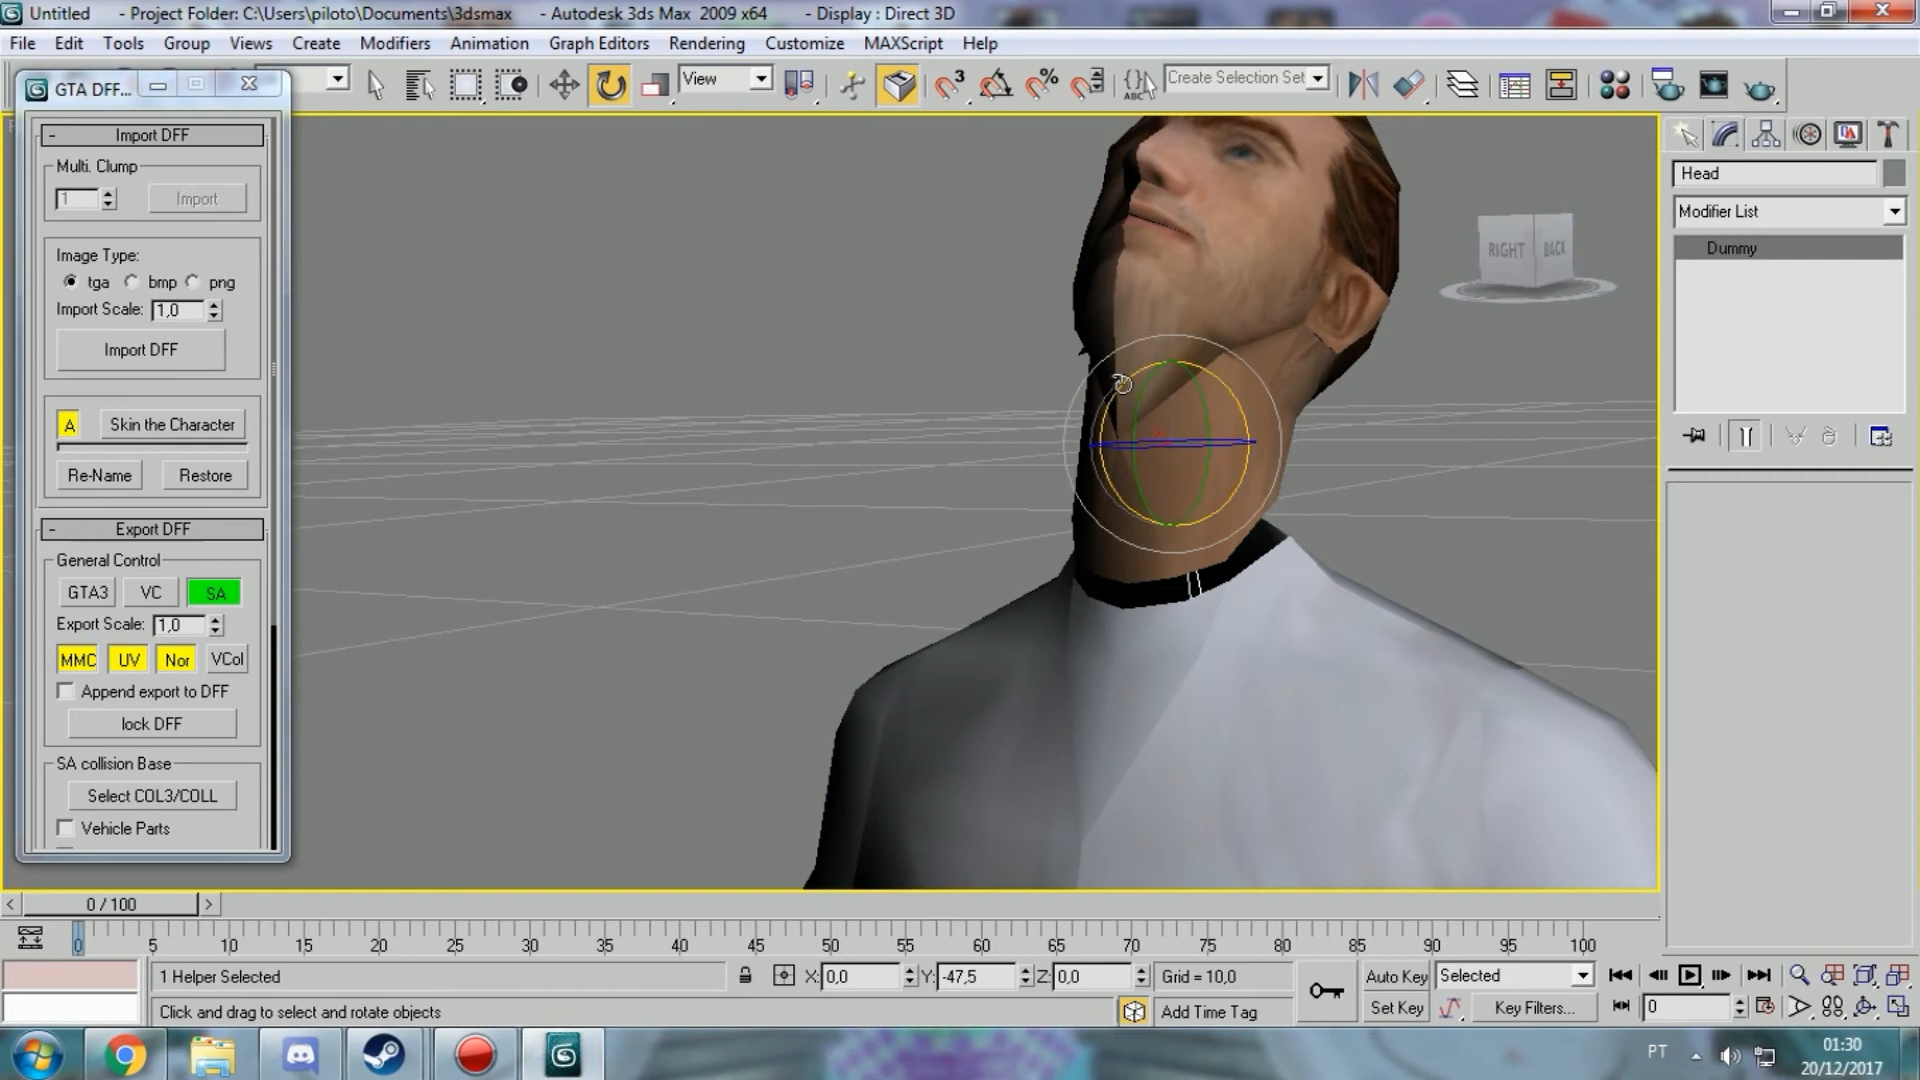 Untitled - Project Folder: C:\Users\piloto\Documents\3dsmax - Autodesk 3ds Max 2009 x64 - Display : Direct 3D
File Edit Tools Group Views Create Modifiers Animation Graph Editors Rendering Customize MAXScript Help
View
3
%
ABC
Create Selection Set
GTA DFF...
- Import DFF
Multi. Clump
1 Import
Image Type:
tga bmp png
Import Scale: 1,0
Import DFF
A Skin the Character
Re-Name Restore
- Export DFF
General Control
GTA3 VC SA
Export Scale: 1,0
MMC UV Nor VCol
Append export to DFF
lock DFF
SA collision Base
Select COL3/COLL
Vehicle Parts
RIGHT BACK
Head
Modifier List
Dummy
< 0 / 100 >
0 5 10 15 20 25 30 35 40 45 50 55 60 65 70 75 80 85 90 95 100
1 Helper Selected
X: 0,0 Y: -47,5 Z: 0,0 Grid = 10,0
Auto Key Selected
Click and drag to select and rotate objects
Add Time Tag
Set Key Key Filters...
0
PT
01:30
20/12/2017